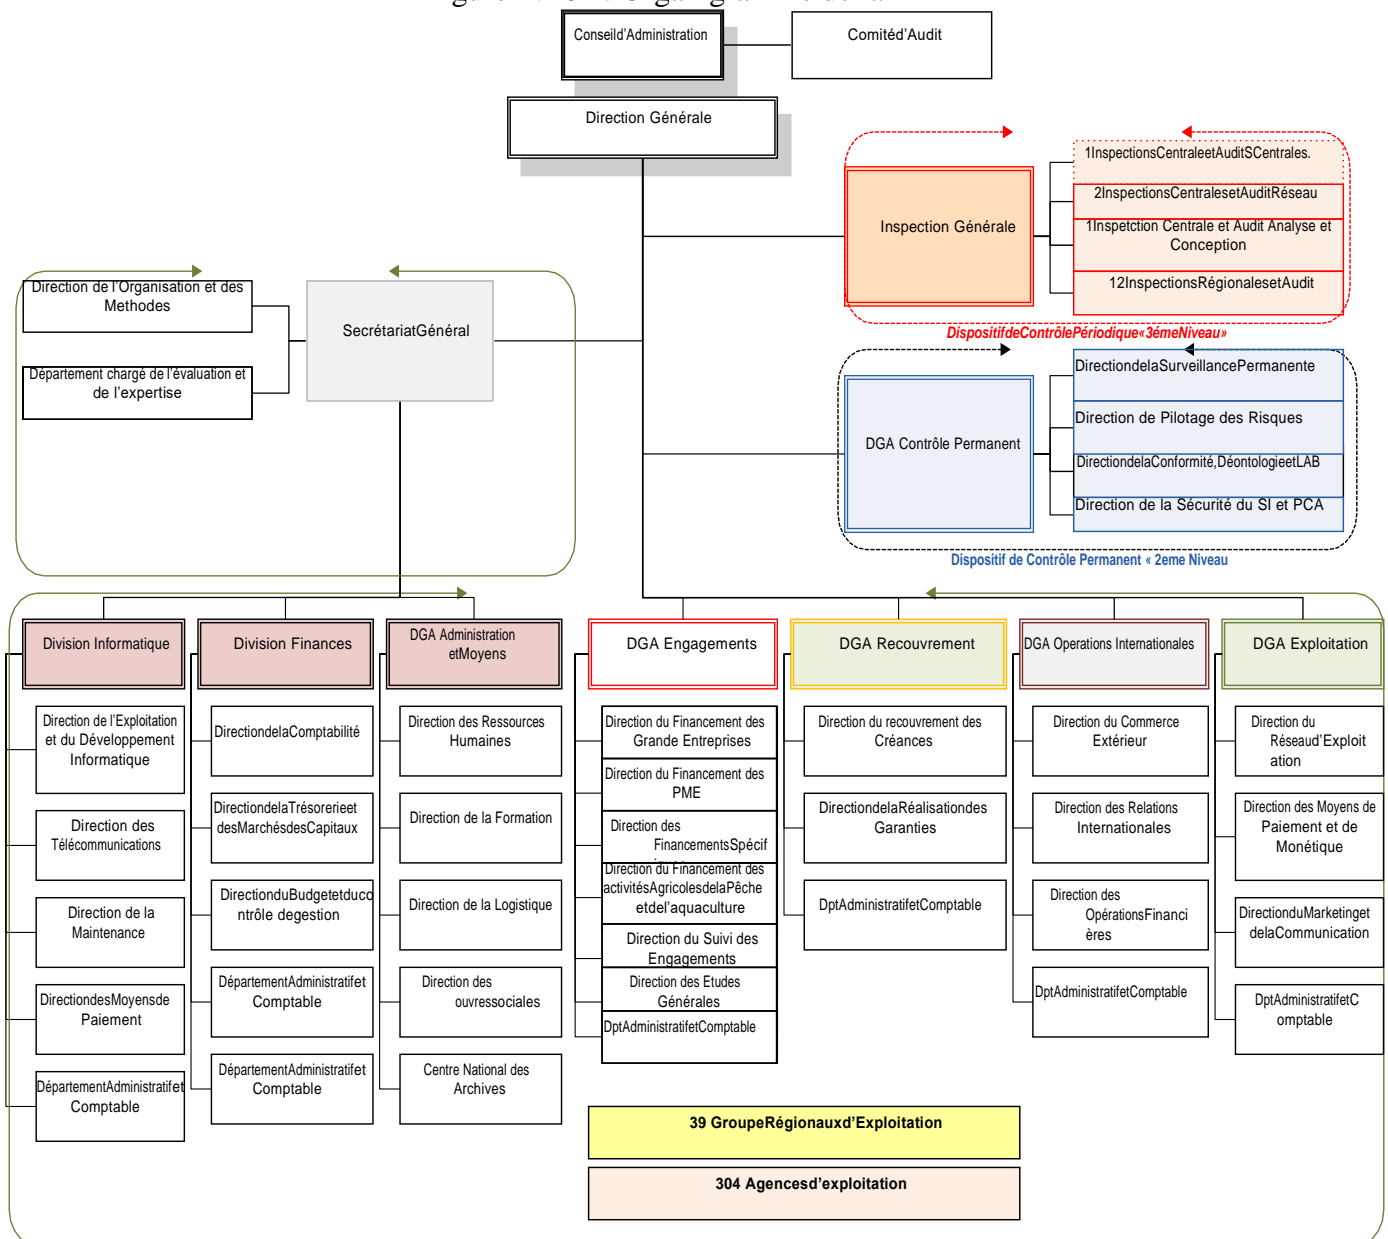 Conseild'Administration
Comitéd'Audit
Direction Générale
1InspectionsCentraleetAuditSCentrales.
2InspectionsCentralesetAuditRéseau
1Inspetction Centrale et Audit Analyse et
Conception
12InspectionsRégionalesetAudit
Inspection Générale
DispositifdeContrôlePériodique«3émeNiveau»
Direction de l'Organisation et des
Methodes
SecrétariatGénéral
Département chargé de l'évaluation et
de l'expertise
DirectiondelaSurveillancePermanente
Direction de Pilotage des Risques
DirectiondelaConformité,DéontologieetLAB
Direction de la Sécurité du SI et PCA
DGA Contrôle Permanent
Dispositif de Contrôle Permanent « 2eme Niveau
Division Informatique
Direction de l'Exploitation
et du Développement
Informatique
Direction des
Télécommunications
Direction de la
Maintenance
DirectiondesMoyensde
Paiement
DépartementAdministratifet
Comptable
Division Finances
DirectiondelaComptabilité
DirectiondelaTrésorerieet
desMarchésdesCapitaux
DirectionduBudgetetduco
ntrôle degestion
DépartementAdministratifet
Comptable
DépartementAdministratifet
Comptable
DGA Administration
etMoyens
Direction des Ressources
Humaines
Direction de la Formation
Direction de la Logistique
Direction des
ouvressociales
Centre National des
Archives
DGA Engagements
Direction du Financement des
Grande Entreprises
Direction du Financement des
PME
Direction des
FinancementsSpécif
Direction du Financement des
activitésAgricolesdelaPêche
etdel'aquaculture
Direction du Suivi des
Engagements
Direction des Etudes
Générales
DptAdministratifetComptable
DGA Recouvrement
Direction du recouvrement des
Créances
DirectiondelaRéalisationdes
Garanties
DptAdministratifetComptable
DGA Operations Internationales
Direction du Commerce
Extérieur
Direction des Relations
Internationales
Direction des
OpérationsFinanci
ères
DptAdministratifetComptable
DGA Exploitation
Direction du
Réseaud'Exploit
ation
Direction des Moyens de
Paiement et de
Monétique
DirectionduMarketinget
delaCommunication
DptAdministratifetC
omptable
39 GroupeRégionauxd'Exploitation
304 Agencesd'exploitation